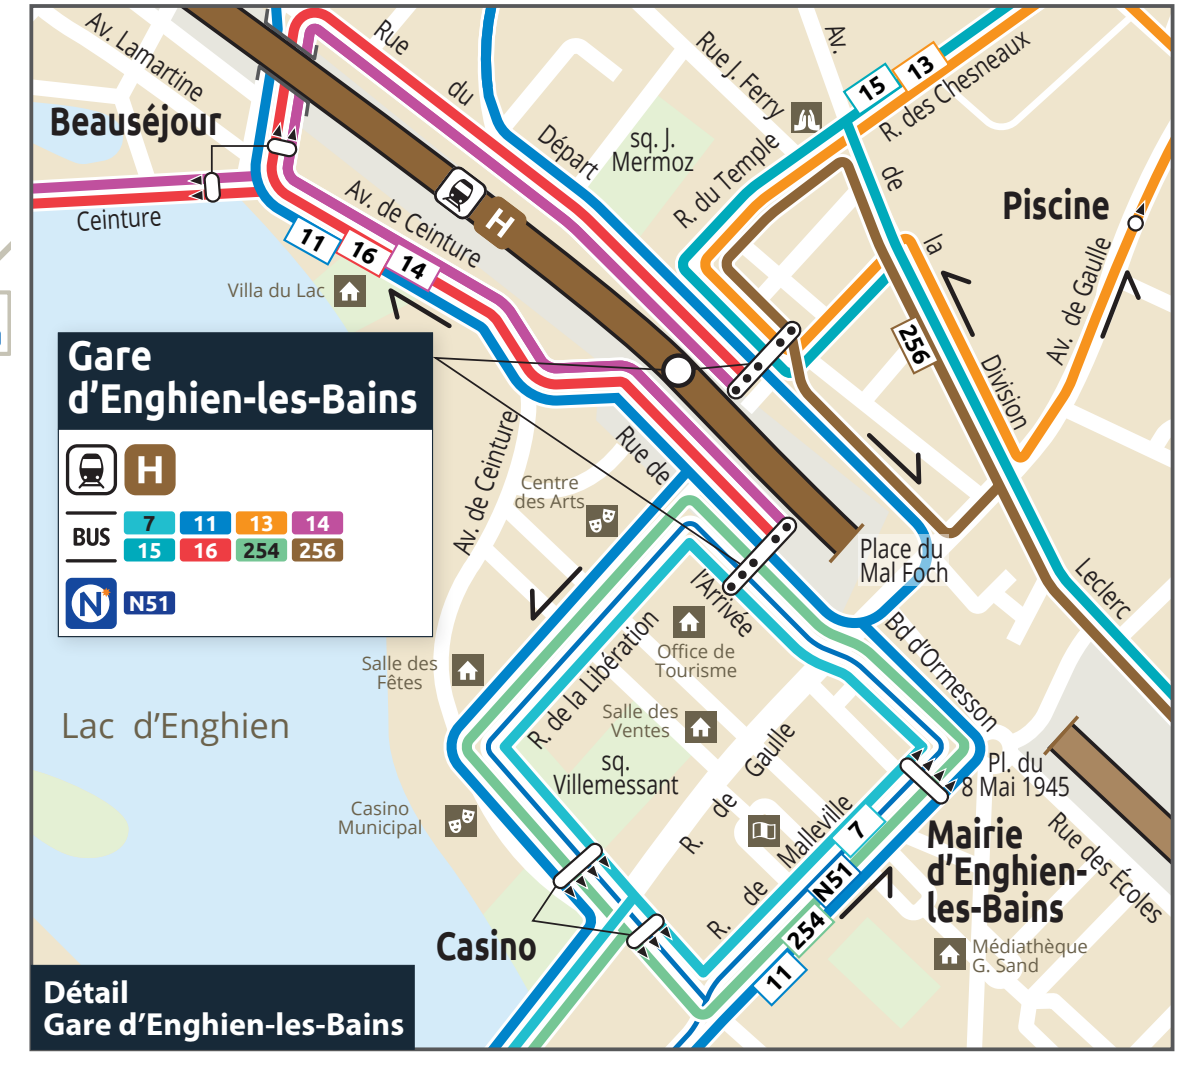 Av. Lamartine
Rue
du
Départ
Rue J. Ferry
Av.
de
la
Division
Leclerc
15
13
R. des Chesneaux
Beauséjour
sq. J.
Mermoz
R. du Temple
Piscine
Ceinture
Av. de Ceinture
H
11
16
14
Villa du Lac
Av. de Gaulle
256
Gare
d'Enghien-les-Bains
H
BUS
7
11
13
14
15
16
254
256
N
N51
Av. de Ceinture
Rue de
l'Arrivée
Centre
des Arts
Place du
Mal Foch
Bd d'Ormesson
Office de
Tourisme
R. de la Libération
Salle des
Fêtes
Salle des
Ventes
Lac d'Enghien
sq.
Villemessant
R. de Gaulle
Pl. du
8 Mai 1945
Casino
Municipal
R. de Malleville
7
N51
254
11
Mairie
d'Enghien-
les-Bains
Rue des Écoles
Casino
Médiathèque
G. Sand
Détail
Gare d'Enghien-les-Bains